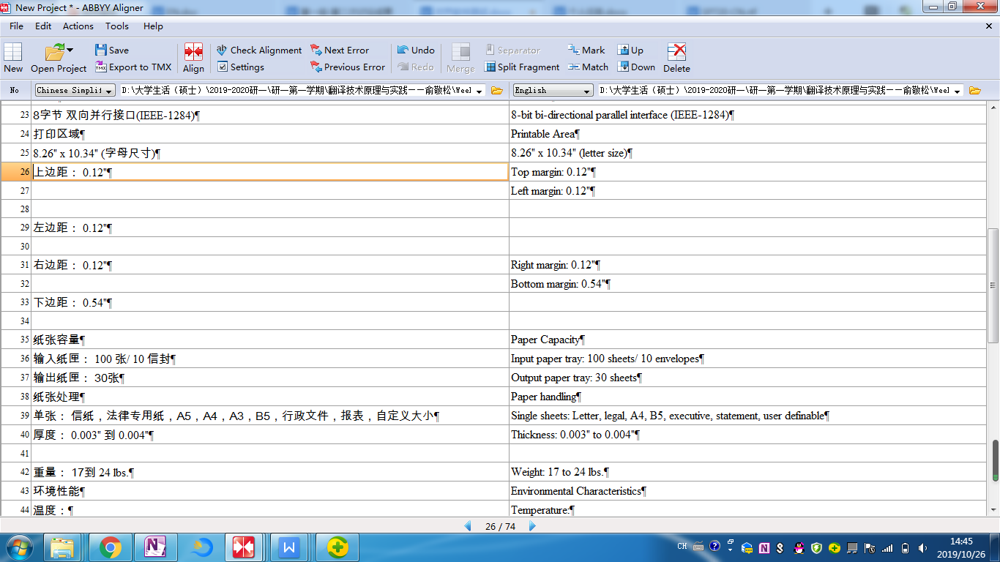 New Project * - ABBYY Aligner
File Edit Actions Tools Help
Save Check Alignment Next Error Undo Separator Mark Up
New Open Project Export to TMX Align Settings Previous Error Redo Merge Split Fragment Match Down Delete
No Chinese Simpli D:\大学生活（硕士）\2019-2020研一\研一第一学期\翻译技术原理与实践——俞敬松\Weel English D:\大学生活（硕士）\2019-2020研一\研一第一学期\翻译技术原理与实践——俞敬松\Weel
23 8字节 双向并行接口(IEEE-1284)¶ 8-bit bi-directional parallel interface (IEEE-1284)¶
24 打印区域¶ Printable Area¶
25 8.26" x 10.34" (字母尺寸)¶ 8.26" x 10.34" (letter size)¶
26 上边距： 0.12"¶ Top margin: 0.12"¶
27 Left margin: 0.12"¶
28
29 左边距： 0.12"¶
30
31 右边距： 0.12"¶ Right margin: 0.12"¶
32 Bottom margin: 0.54"¶
33 下边距： 0.54"¶
34
35 纸张容量¶ Paper Capacity¶
36 输入纸匣： 100 张/ 10 信封¶ Input paper tray: 100 sheets/ 10 envelopes¶
37 输出纸匣： 30张¶ Output paper tray: 30 sheets¶
38 纸张处理¶ Paper handling¶
39 单张： 信纸，法律专用纸，A5，A4，A3，B5，行政文件，报表，自定义大小¶ Single sheets: Letter, legal, A4, B5, executive, statement, user definable¶
40 厚度： 0.003" 到 0.004"¶ Thickness: 0.003" to 0.004"¶
41
42 重量： 17到 24 lbs.¶ Weight: 17 to 24 lbs.¶
43 环境性能¶ Environmental Characteristics¶
44 温度：¶ Temperature:¶
26 / 74
CH 14:45
2019/10/26